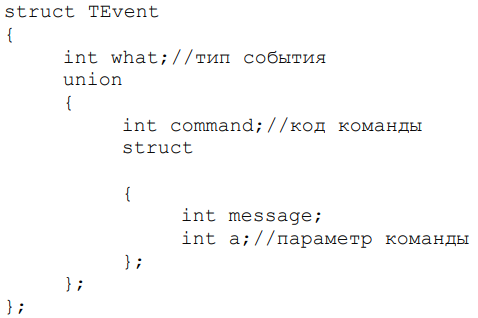 struct TEvent
{
int what;//тип события
union
{
int command;//код команды
struct
{
int message;
int a;//параметр команды
};
};
};